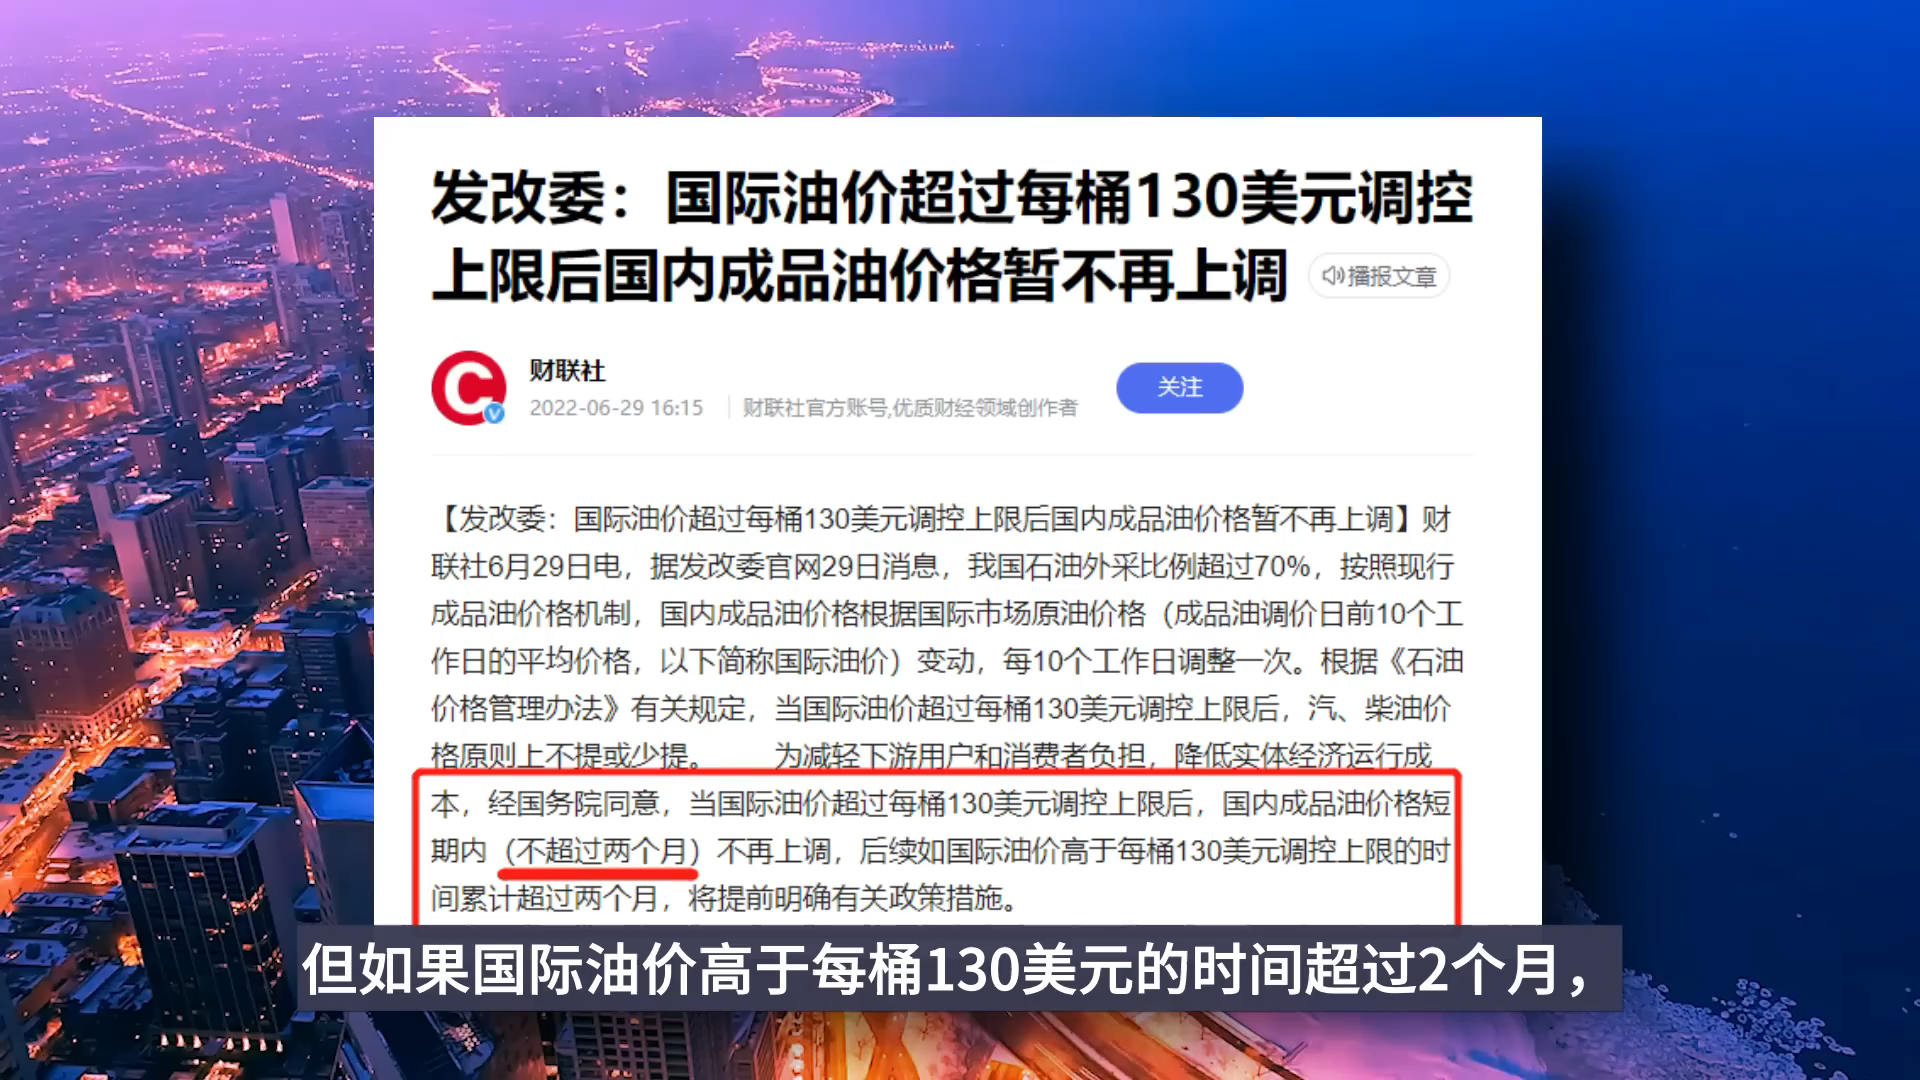 发改委：国际油价超过每桶130美元调控
上限后国内成品油价格暂不再上调 播报文章
财联社
2022-06-29 16:15 财联社官方账号,优质财经领域创作者
关注
【发改委：国际油价超过每桶130美元调控上限后国内成品油价格暂不再上调】财
联社6月29日电，据发改委官网29日消息，我国石油外采比例超过70%，按照现行
成品油价格机制，国内成品油价格根据国际市场原油价格（成品油调价日前10个工
作日的平均价格，以下简称国际油价）变动，每10个工作日调整一次。根据《石油
价格管理办法》有关规定，当国际油价超过每桶130美元调控上限后，汽、柴油价
格原则上不提或少提。 为减轻下游用户和消费者负担，降低实体经济运行成
本，经国务院同意，当国际油价超过每桶130美元调控上限后，国内成品油价格短
期内（不超过两个月）不再上调，后续如国际油价高于每桶130美元调控上限的时
间累计超过两个月，将提前明确有关政策措施。
但如果国际油价高于每桶130美元的时间超过2个月，